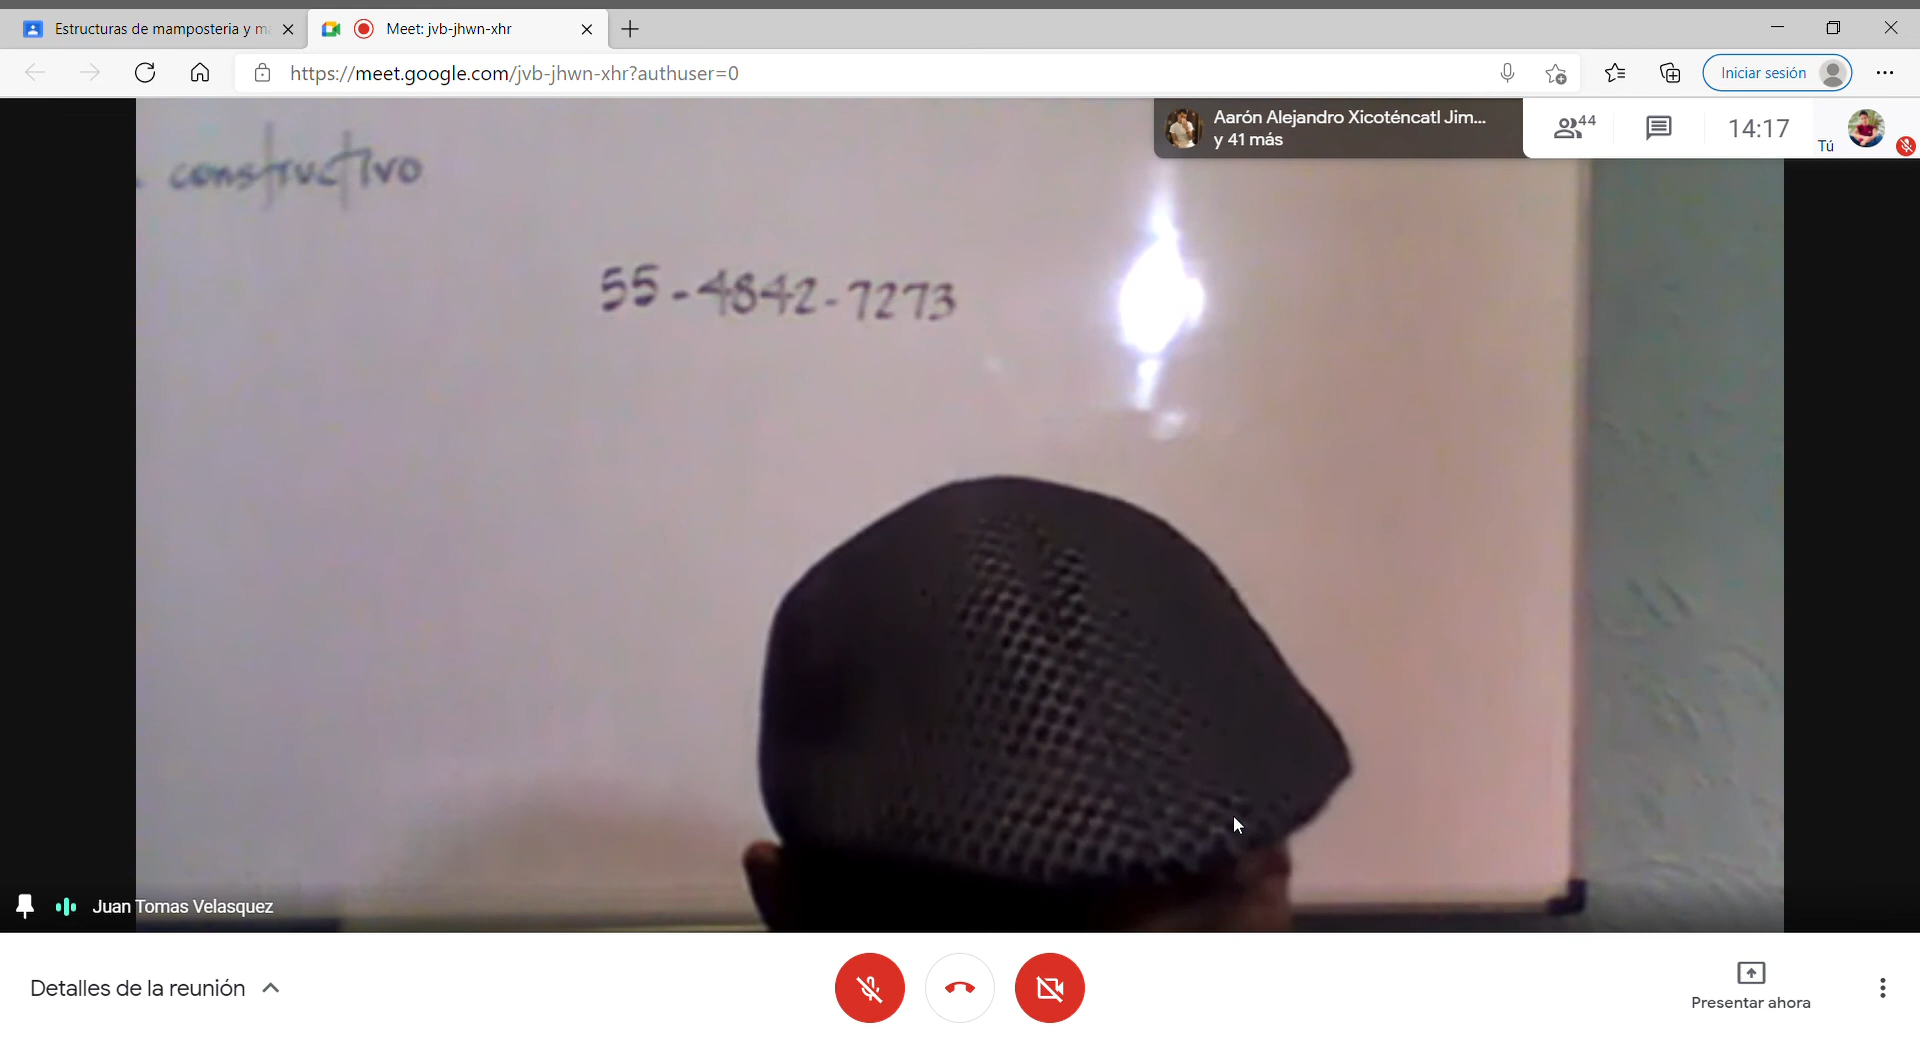 Estructuras de mamposteria y ma
Meet: jvb-jhwn-xhr
https://meet.google.com/jvb-jhwn-xhr?authuser=0
Iniciar sesión
Aarón Alejandro Xicoténcatl Jim...
y 41 más
44
14:17
Tú
constructivo
55-4842-7273
Juan Tomas Velasquez
Detalles de la reunión
Presentar ahora